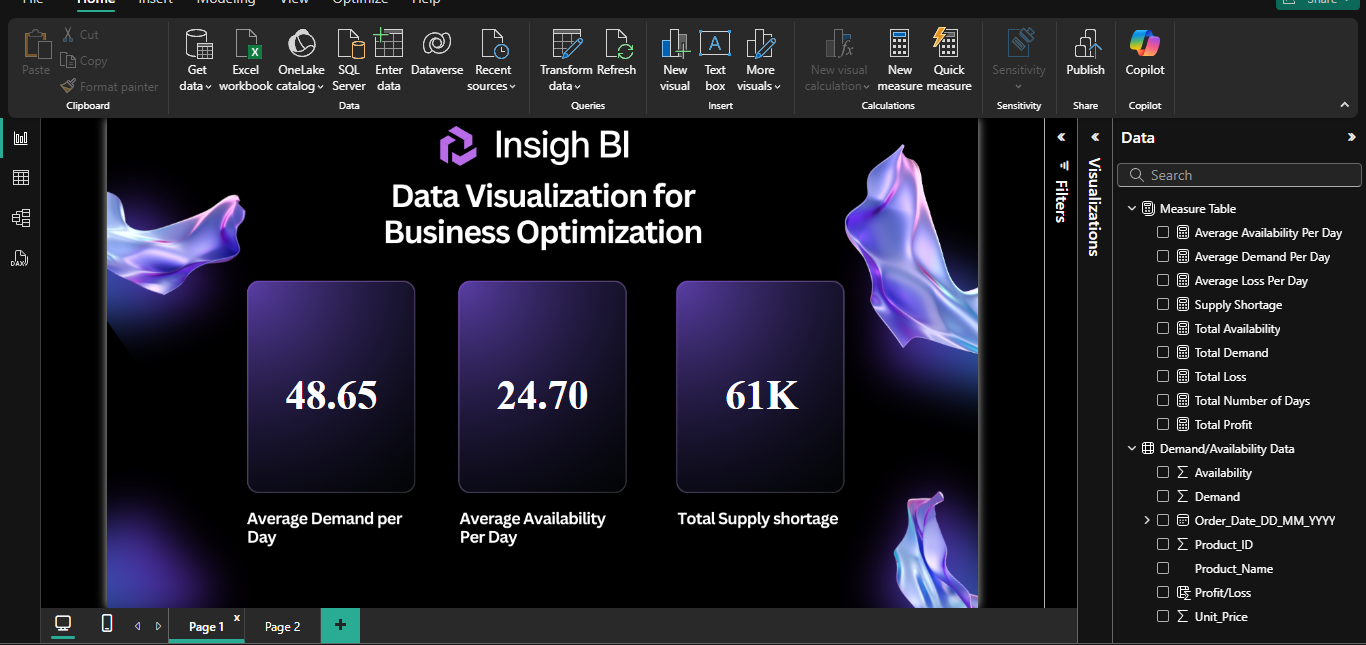 File Home Insert Modeling View Optimize Help Share
Paste
Cut
Copy
Format painter
Clipboard
Get data
Excel workbook
OneLake catalog
SQL Server
Enter data
Dataverse
Recent sources
Data
Transform data
Refresh
Queries
New visual
Text box
More visuals
Insert
New visual calculation
New measure
Quick measure
Calculations
Sensitivity
Sensitivity
Publish
Share
Copilot
Copilot
Insigh BI
Data Visualization for
Business Optimization
48.65
24.70
61K
Average Demand per
Day
Average Availability
Per Day
Total Supply shortage
Filters
Visualizations
Data
Search
Measure Table
Average Availability Per Day
Average Demand Per Day
Average Loss Per Day
Supply Shortage
Total Availability
Total Demand
Total Loss
Total Number of Days
Total Profit
Demand/Availability Data
Availability
Demand
Order_Date_DD_MM_YYYY
Product_ID
Product_Name
Profit/Loss
Unit_Price
Page 1 x
Page 2
+